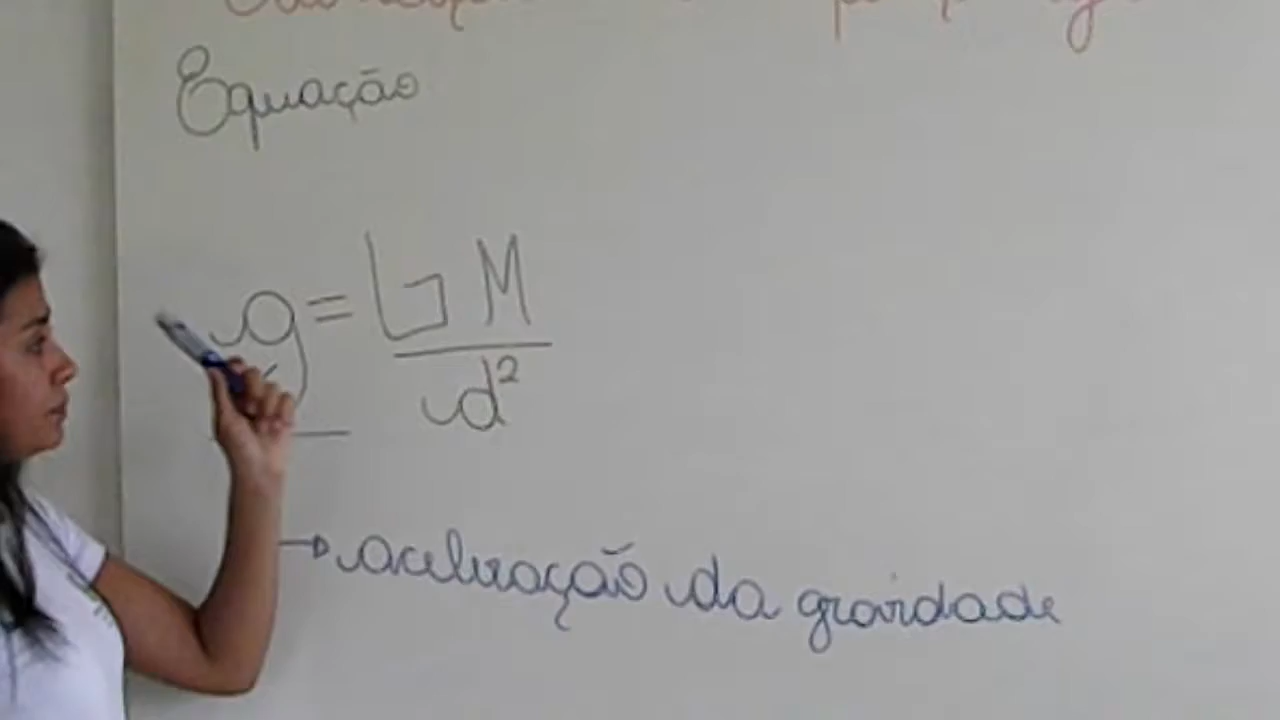 Equação
g = G M
d²
→ aceleração da gravidade